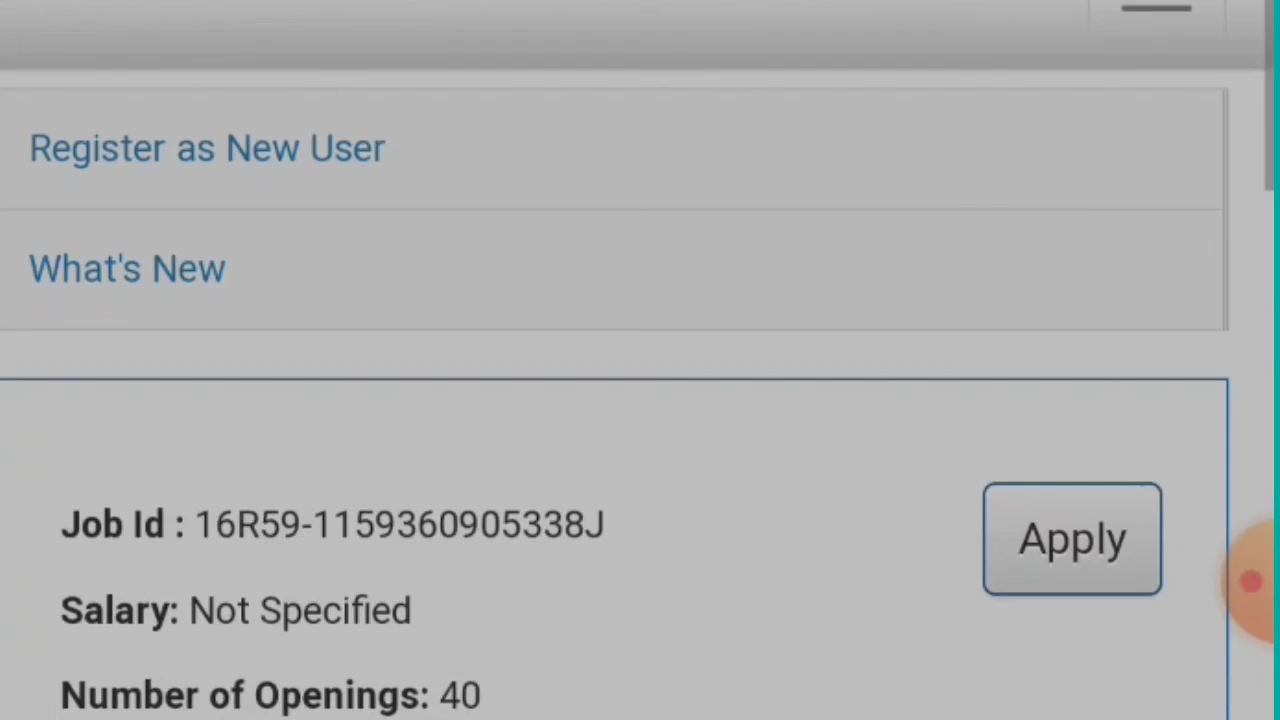 Register as New User
What's New
Job Id : 16R59-1159360905338J
Apply
Salary: Not Specified
Number of Openings: 40